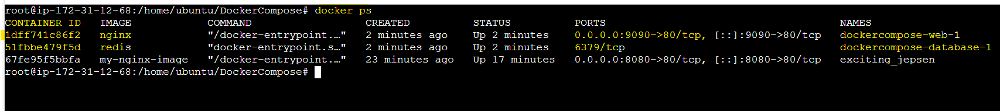 root@ip-172-31-12-68:/home/ubuntu/DockerCompose# docker ps
CONTAINER ID   IMAGE            COMMAND                  CREATED          STATUS          PORTS                                     NAMES
1dff741c86f2   nginx            "/docker-entrypoint.…"   2 minutes ago    Up 2 minutes    0.0.0.0:9090->80/tcp, [::]:9090->80/tcp   dockercompose-web-1
51fbbe479f5d   redis            "docker-entrypoint.s…"   2 minutes ago    Up 2 minutes    6379/tcp                                  dockercompose-database-1
67fe95f5bbfa   my-nginx-image   "/docker-entrypoint.…"   23 minutes ago   Up 17 minutes   0.0.0.0:8080->80/tcp, [::]:8080->80/tcp   exciting_jepsen
root@ip-172-31-12-68:/home/ubuntu/DockerCompose#